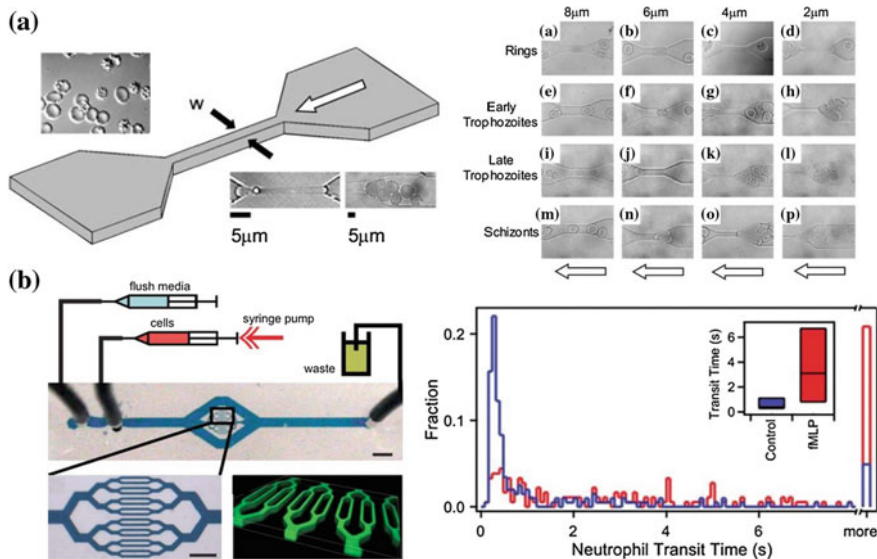 (a)
w
5μm
5μm
8μm 6μm 4μm 2μm
(a) (b) (c) (d)
Rings
(e) (f) (g) (h)
Early
Trophozoites
(i) (j) (k) (l)
Late
Trophozoites
(m) (n) (o) (p)
Schizonts
(b)
flush media
cells
syringe pump
waste
0.2
0.1
0.0
Fraction
0 2 4 6 more
Neutrophil Transit Time (s)
6
4
2
0
Transit Time (s)
Control
fMLP